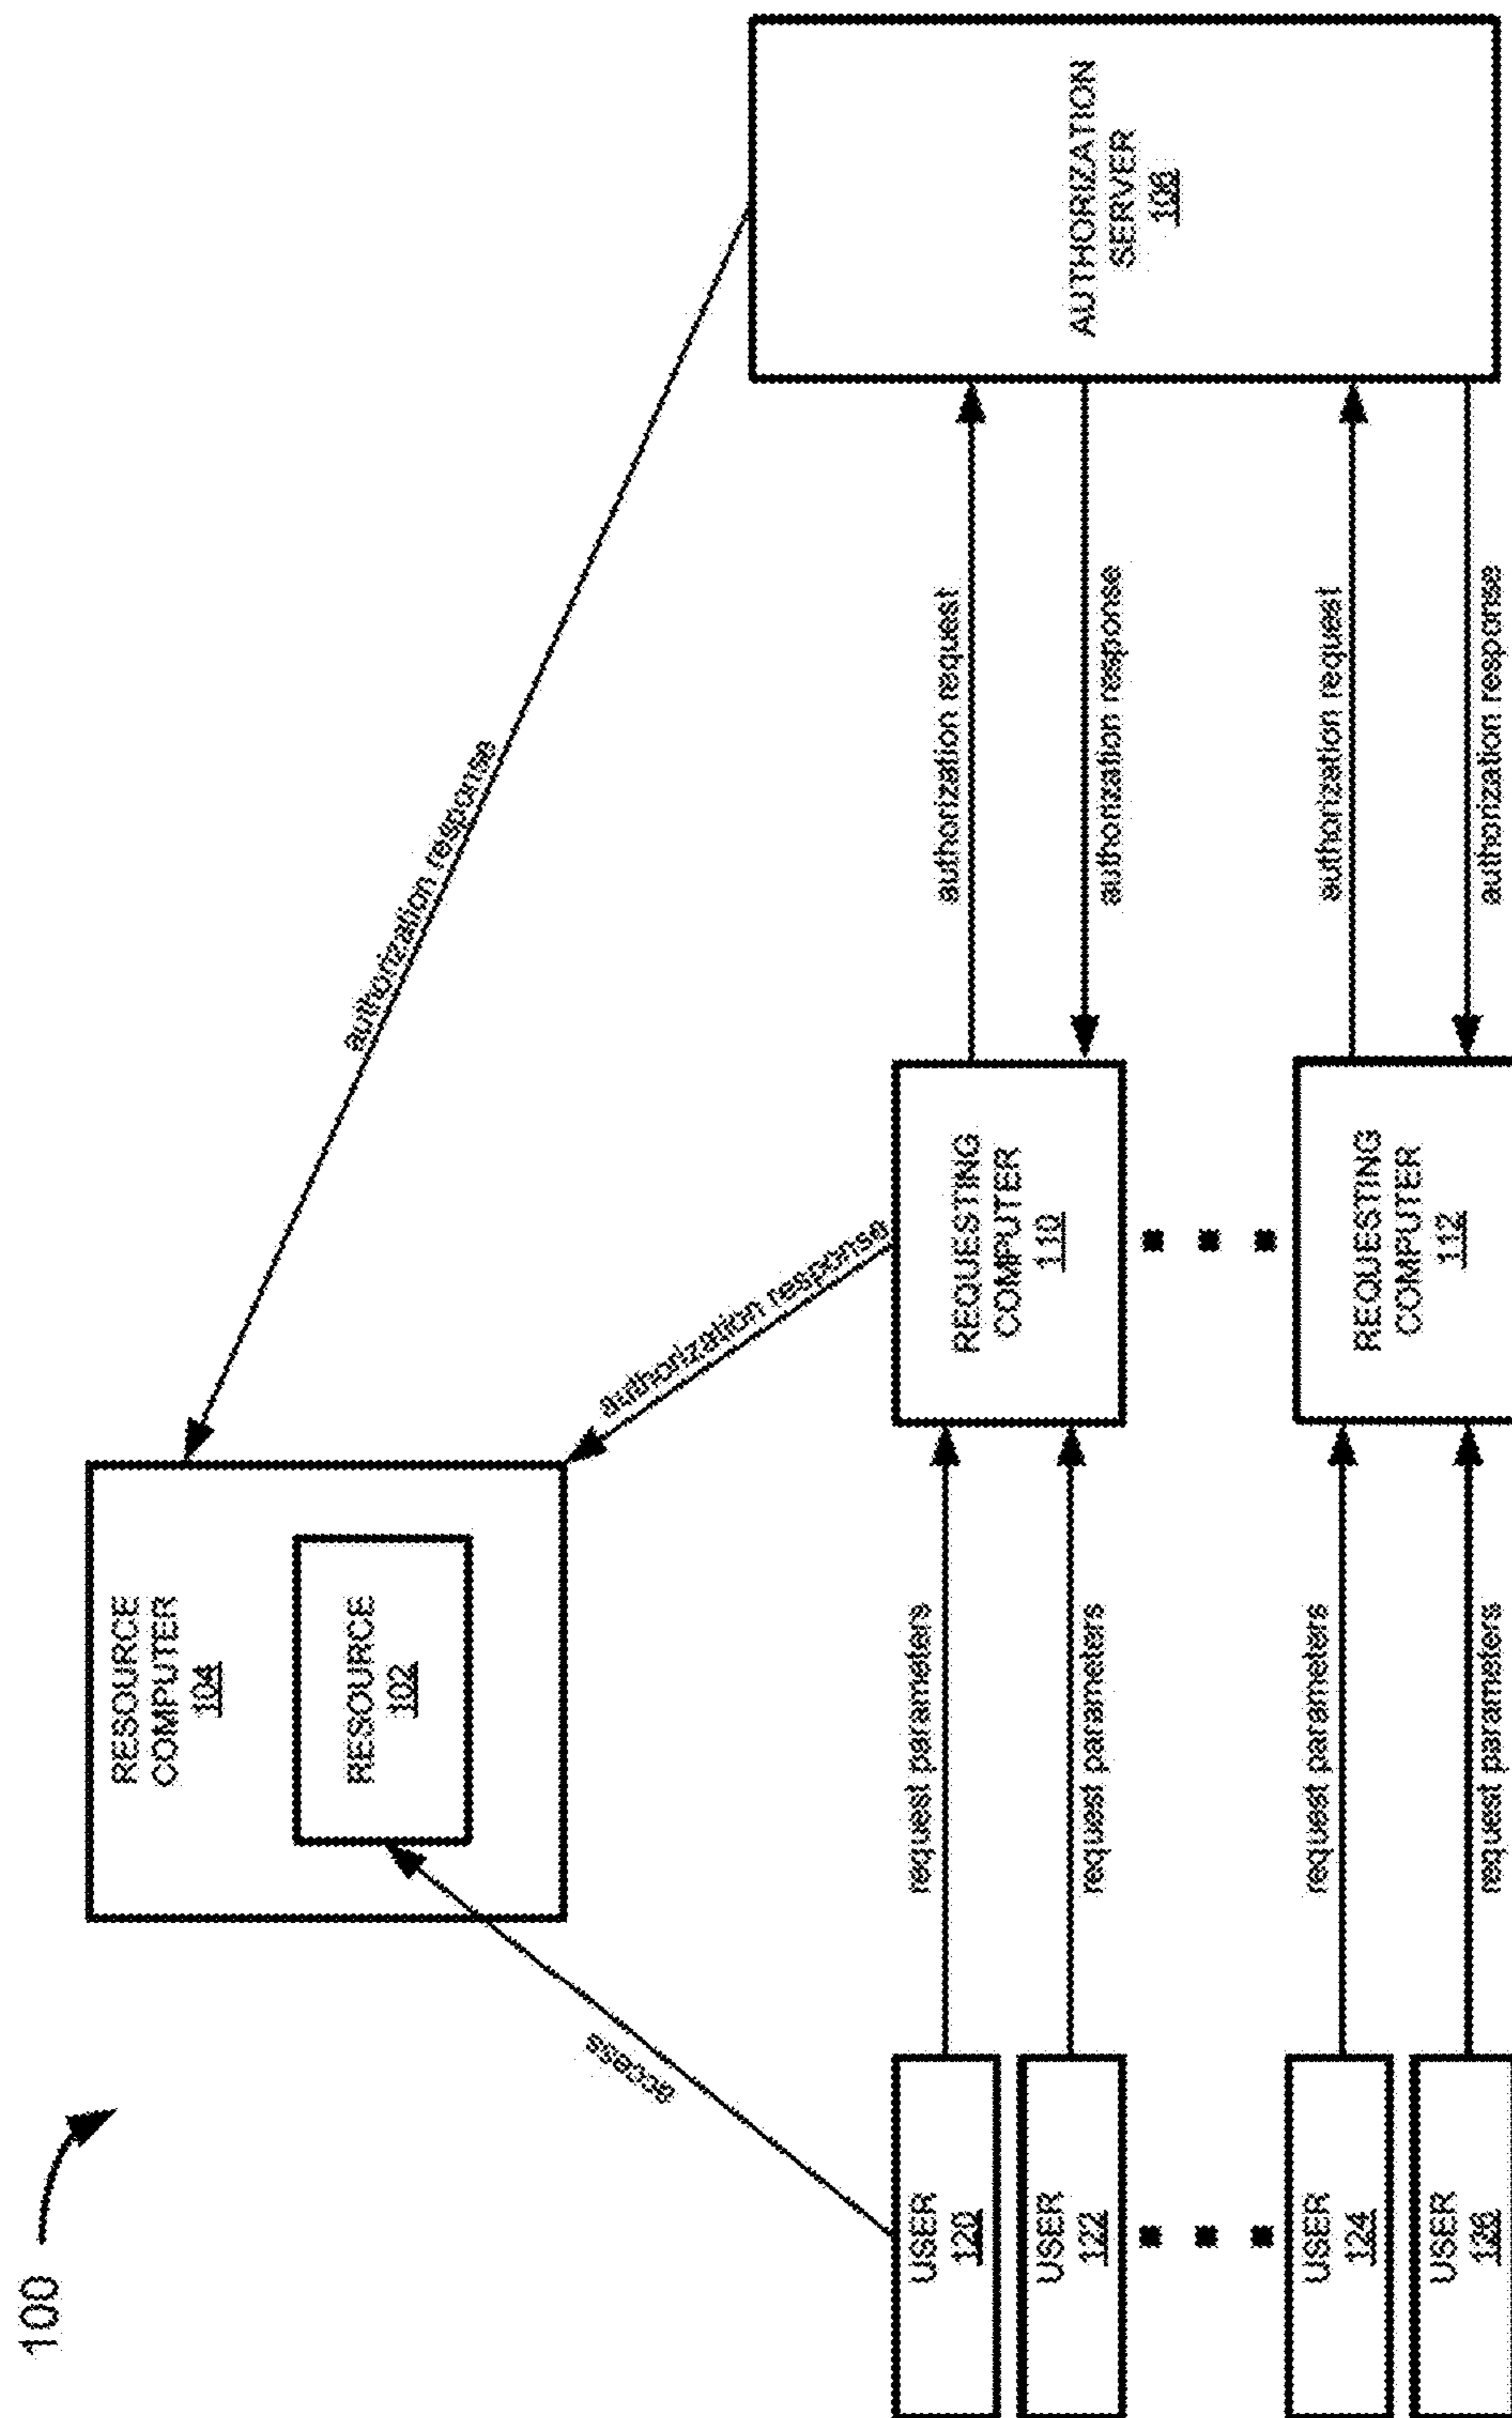 100
RESOURCE
COMPUTER
104
RESOURCE
102
access
authorization response
authorization response
USER
120
request parameters
REQUESTING
COMPUTER
110
authorization request
authorization response
AUTHORIZATION
SERVER
USER
122
request parameters
USER
124
request parameters
REQUESTING
COMPUTER
112
authorization request
authorization response
USER
request parameters